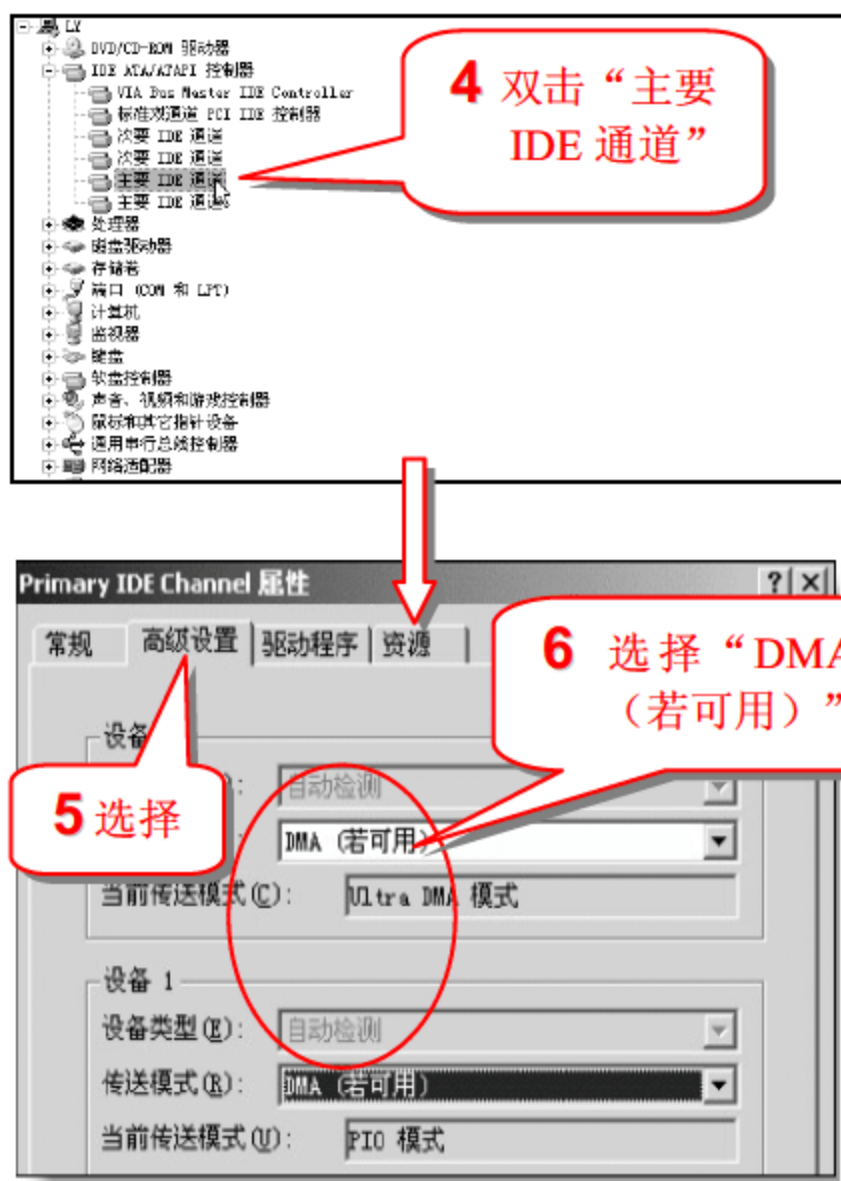 LY
DVD/CD-ROM 驱动器
IDE ATA/ATAPI 控制器
VIA Bus Master IDE Controller
标准双通道 PCI IDE 控制器
次要 IDE 通道
次要 IDE 通道
主要 IDE 通道
主要 IDE 通道
处理器
磁盘驱动器
存储卷
端口 (COM 和 LPT)
计算机
监视器
键盘
软盘控制器
声音、视频和游戏控制器
鼠标和其它指针设备
通用串行总线控制器
网络适配器
4 双击“主要
IDE 通道”
Primary IDE Channel 属性
常规 高级设置 驱动程序 资源
6 选择“DMA
（若可用）”
设备
5 选择
自动检测
DMA (若可用)
当前传送模式(C): Ultra DMA 模式
设备 1
设备类型(E): 自动检测
传送模式(R): DMA (若可用)
当前传送模式(U): PIO 模式